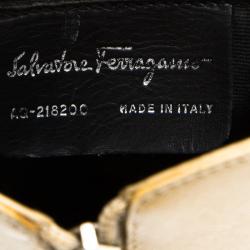 Salvatore Ferragamo
AQ-218200 MADE IN ITALY